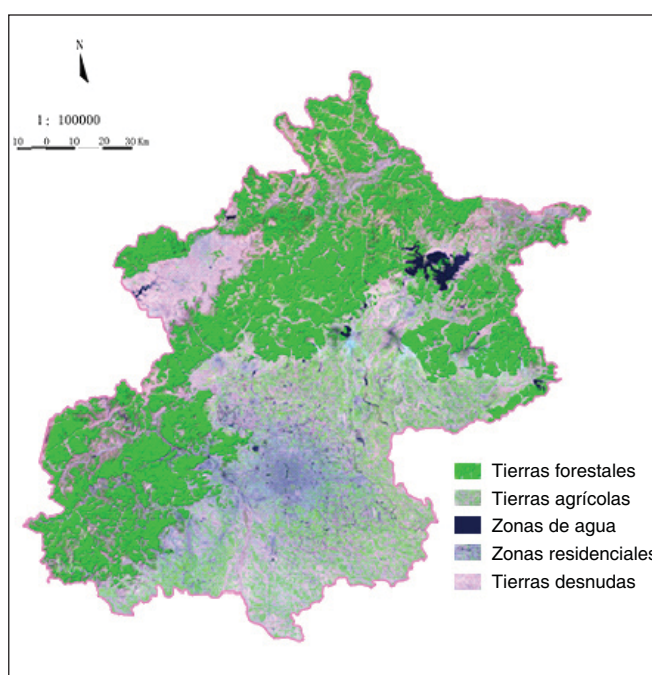 N
1: 100000
10 0 10 20 30 Km
Tierras forestales
Tierras agrícolas
Zonas de agua
Zonas residenciales
Tierras desnudas